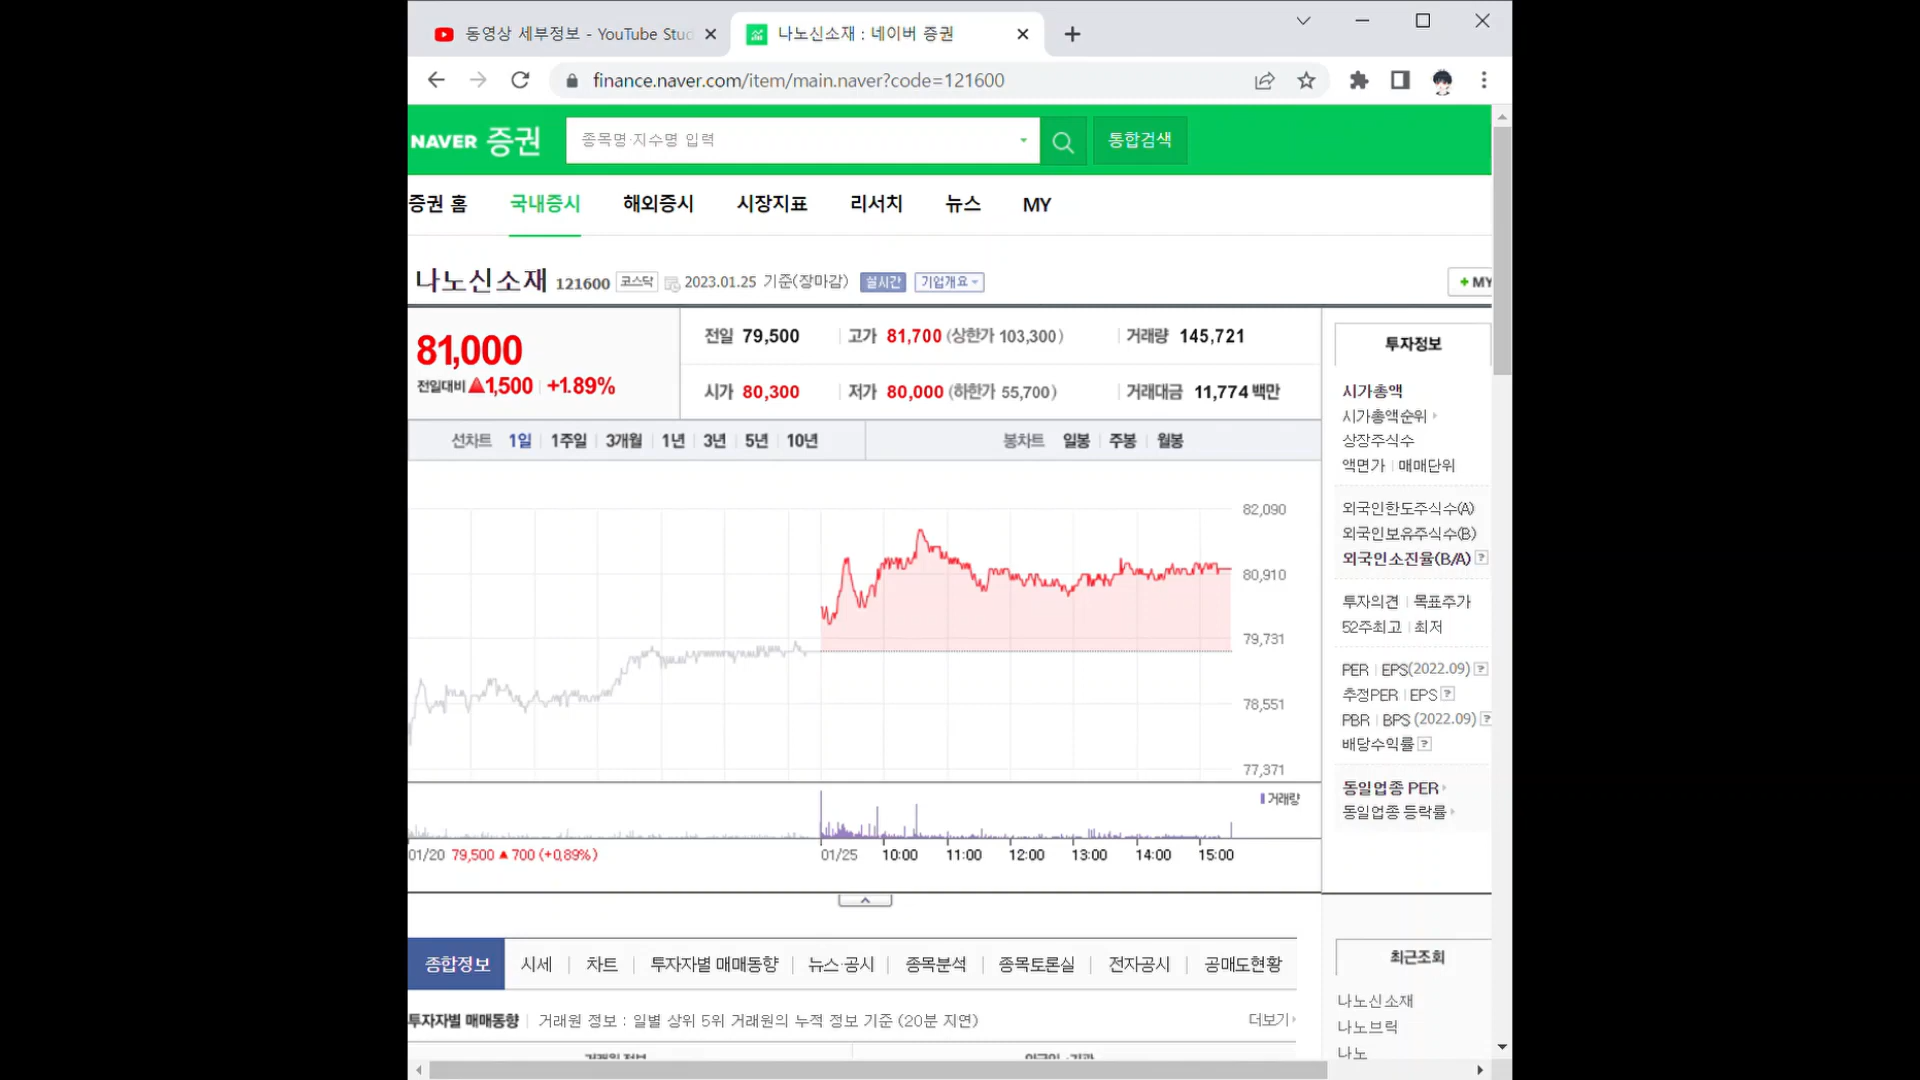 동영상 세부정보 - YouTube Stud
나노신소재 : 네이버 증권
finance.naver.com/item/main.naver?code=121600
NAVER 증권
종목명·지수명 입력
통합검색
증권 홈 국내증시 해외증시 시장지표 리서치 뉴스 MY
나노신소재 121600 코스닥 2023.01.25 기준(장마감) 실시간 기업개요
+ MY
81,000
전일대비 ▲1,500 +1.89%
전일 79,500 고가 81,700 (상한가 103,300) 거래량 145,721
시가 80,300 저가 80,000 (하한가 55,700) 거래대금 11,774 백만
선차트 1일 1주일 3개월 1년 3년 5년 10년 봉차트 일봉 주봉 월봉
82,090
80,910
79,731
78,551
77,371
거래량
01/20 79,500 ▲ 700 (+0.89%) 01/25 10:00 11:00 12:00 13:00 14:00 15:00
투자정보
시가총액
시가총액순위
상장주식수
액면가 매매단위
외국인한도주식수(A)
외국인보유주식수(B)
외국인소진율(B/A) ?
투자의견 목표주가
52주최고 최저
PER EPS(2022.09) ?
추정PER EPS ?
PBR BPS (2022.09) ?
배당수익률 ?
동일업종 PER
동일업종 등락률
종합정보 시세 차트 투자자별 매매동향 뉴스·공시 종목분석 종목토론실 전자공시 공매도현황
투자자별 매매동향 거래원 정보 : 일별 상위 5위 거래원의 누적 정보 기준 (20분 지연) 더보기
최근조회
나노신소재
나노브릭
나노